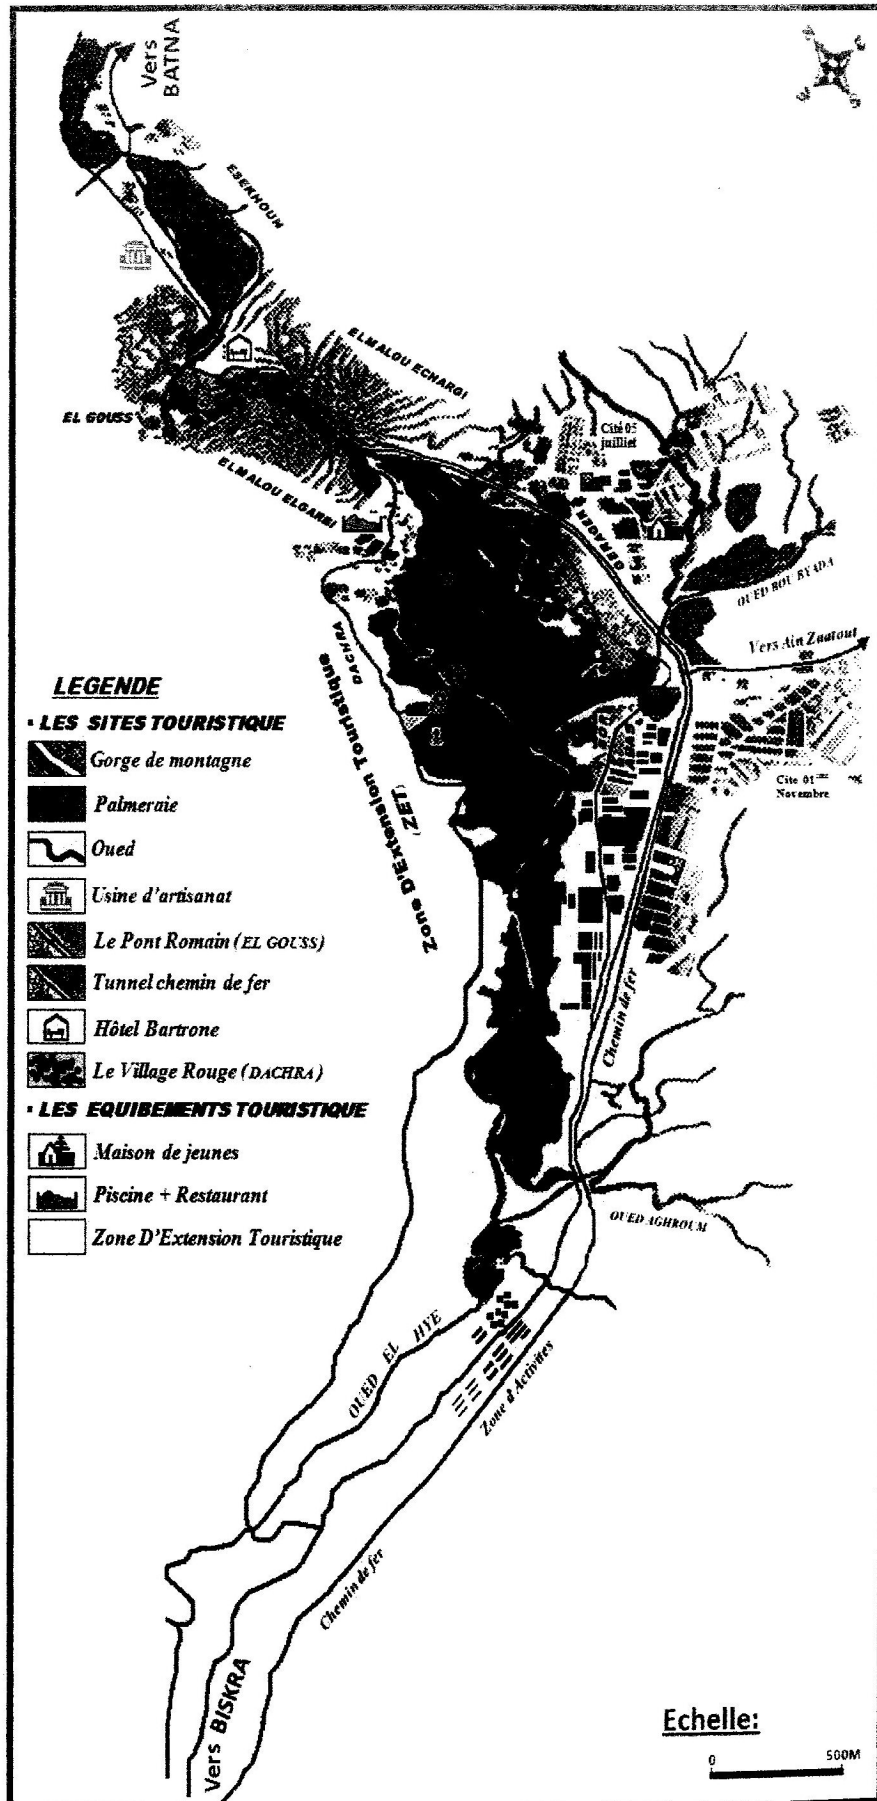 Vers
BATNA
ESEKHOUM
ELMALOU ECHARGI
EL GOUSS
ELMALOU ELGARBI
Cité 05
juillet
GERRAGER
OUED BOU BYADA
Vers Ain Zaatout
DACHRA
Zone D'Extension Touristique
(ZET)
Cite 01
Novembre
LEGENDE
▪ LES SITES TOURISTIQUE
Gorge de montagne
Palmeraie
Oued
Usine d'artisanat
Le Pont Romain (EL GOUSS)
Tunnel chemin de fer
Hôtel Bartrone
Le Village Rouge (DACHRA)
▪ LES EQUIBEMENTS TOURISTIQUE
Maison de jeunes
Piscine + Restaurant
Zone D'Extension Touristique
Chemin de fer
OUED AGHROUM
OUED EL HYE
Zone d'Activites
Chemin de fer
Vers BISKRA
Echelle:
0 500M